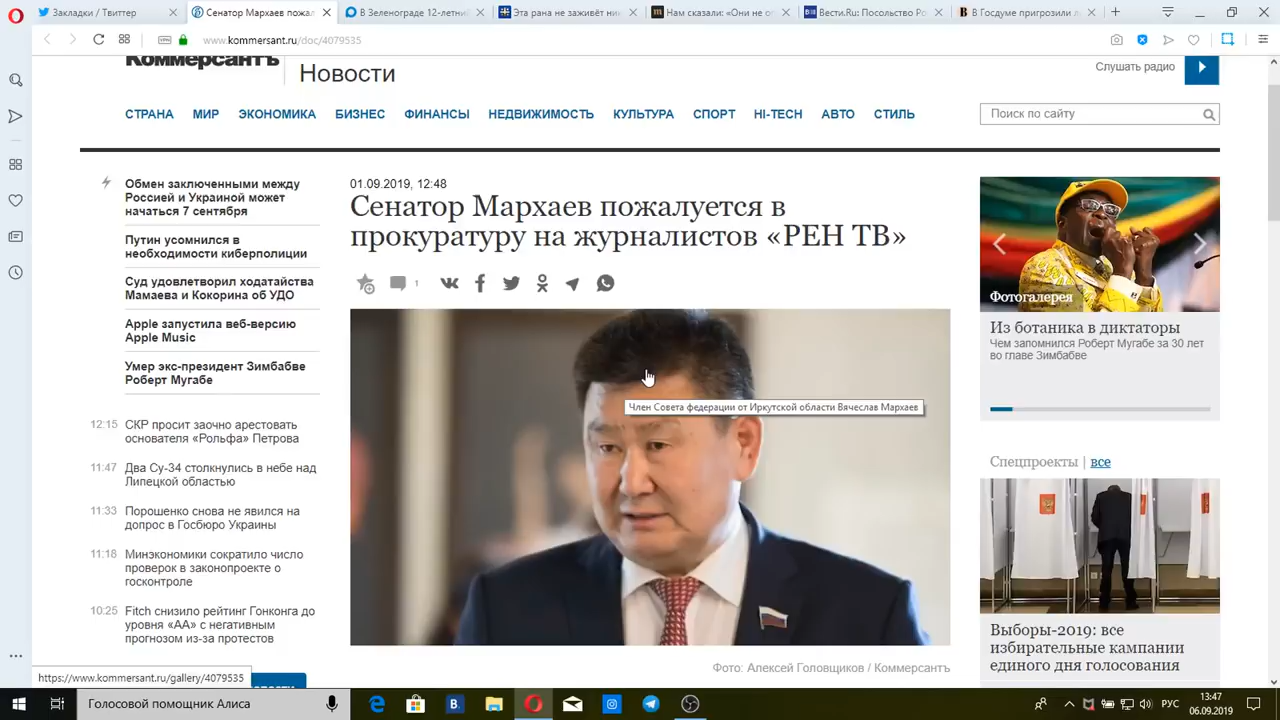 Закладки / Твиттер
Сенатор Мархаев пожал
В Зеленограде 12-летни
Эта рана не заживёт ни
Нам сказали: «Они не о
Вести.Ru: Посольство Ро
В Госдуме пригрозили
VPN
www.kommersant.ru/doc/4079535
Коммерсантъ
Новости
Слушать радио
СТРАНА МИР ЭКОНОМИКА БИЗНЕС ФИНАНСЫ НЕДВИЖИМОСТЬ КУЛЬТУРА СПОРТ HI-TECH АВТО СТИЛЬ
Поиск по сайту
Обмен заключенными между
Россией и Украиной может
начаться 7 сентября
Путин усомнился в
необходимости киберполиции
Суд удовлетворил ходатайства
Мамаева и Кокорина об УДО
Apple запустила веб-версию
Apple Music
Умер экс-президент Зимбабве
Роберт Мугабе
12:15 СКР просит заочно арестовать
основателя «Рольфа» Петрова
11:47 Два Су-34 столкнулись в небе над
Липецкой областью
11:33 Порошенко снова не явился на
допрос в Госбюро Украины
11:18 Минэкономики сократило число
проверок в законопроекте о
госконтроле
10:25 Fitch снизило рейтинг Гонконга до
уровня «АА» с негативным
прогнозом из-за протестов
01.09.2019, 12:48
Сенатор Мархаев пожалуется в
прокуратуру на журналистов «РЕН ТВ»
1
Член Совета федерации от Иркутской области Вячеслав Мархаев
Фото: Алексей Головщиков / Коммерсантъ
Фотогалерея
Из ботаника в диктаторы
Чем запомнился Роберт Мугабе за 30 лет
во главе Зимбабве
Спецпроекты | все
Выборы-2019: все
избирательные кампании
единого дня голосования
https://www.kommersant.ru/gallery/4079535
Голосовой помощник Алиса
РУС
13:47
06.09.2019